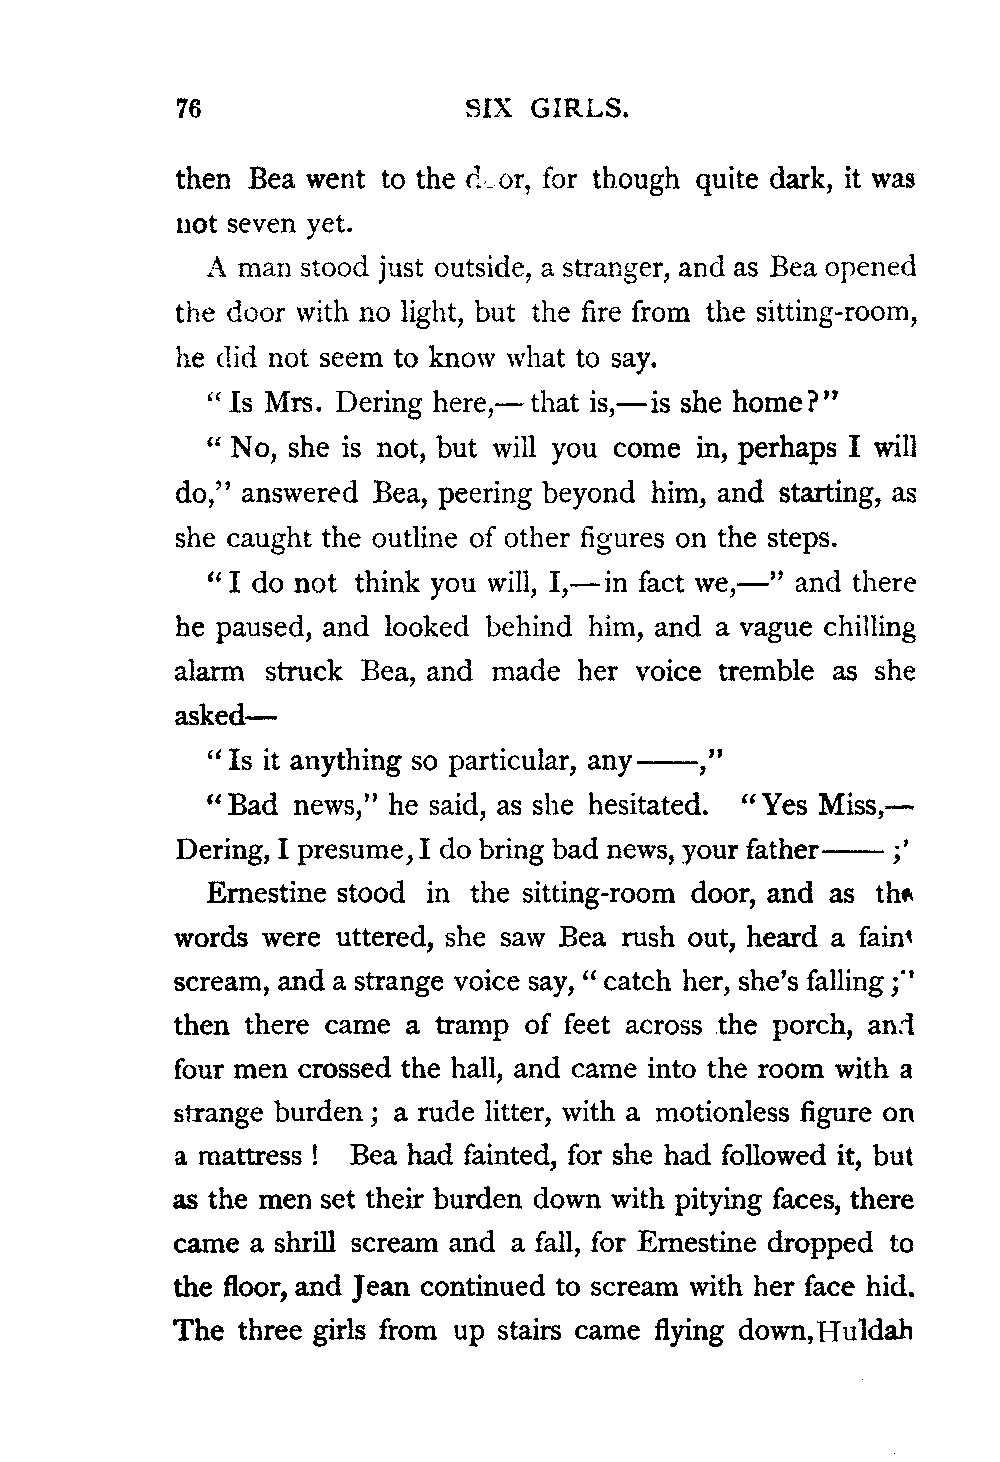 76 SIX GIRLS.
then Bea went to the door, for though quite dark, it was
not seven yet.
A man stood just outside, a stranger, and as Bea opened
the door with no light, but the fire from the sitting-room,
he did not seem to know what to say.
"Is Mrs. Dering here,— that is,—is she home?"
"No, she is not, but will you come in, perhaps I will
do," answered Bea, peering beyond him, and starting, as
she caught the outline of other figures on the steps.
"I do not think you will, I,—in fact we,—" and there
he paused, and looked behind him, and a vague chilling
alarm struck Bea, and made her voice tremble as she
asked—
"Is it anything so particular, any——,"
"Bad news," he said, as she hesitated. "Yes Miss,—
Dering, I presume, I do bring bad news, your father—— ;'
Ernestine stood in the sitting-room door, and as the
words were uttered, she saw Bea rush out, heard a faint
scream, and a strange voice say, "catch her, she's falling;"
then there came a tramp of feet across the porch, and
four men crossed the hall, and came into the room with a
strange burden; a rude litter, with a motionless figure on
a mattress! Bea had fainted, for she had followed it, but
as the men set their burden down with pitying faces, there
came a shrill scream and a fall, for Ernestine dropped to
the floor, and Jean continued to scream with her face hid.
The three girls from up stairs came flying down, Huldah